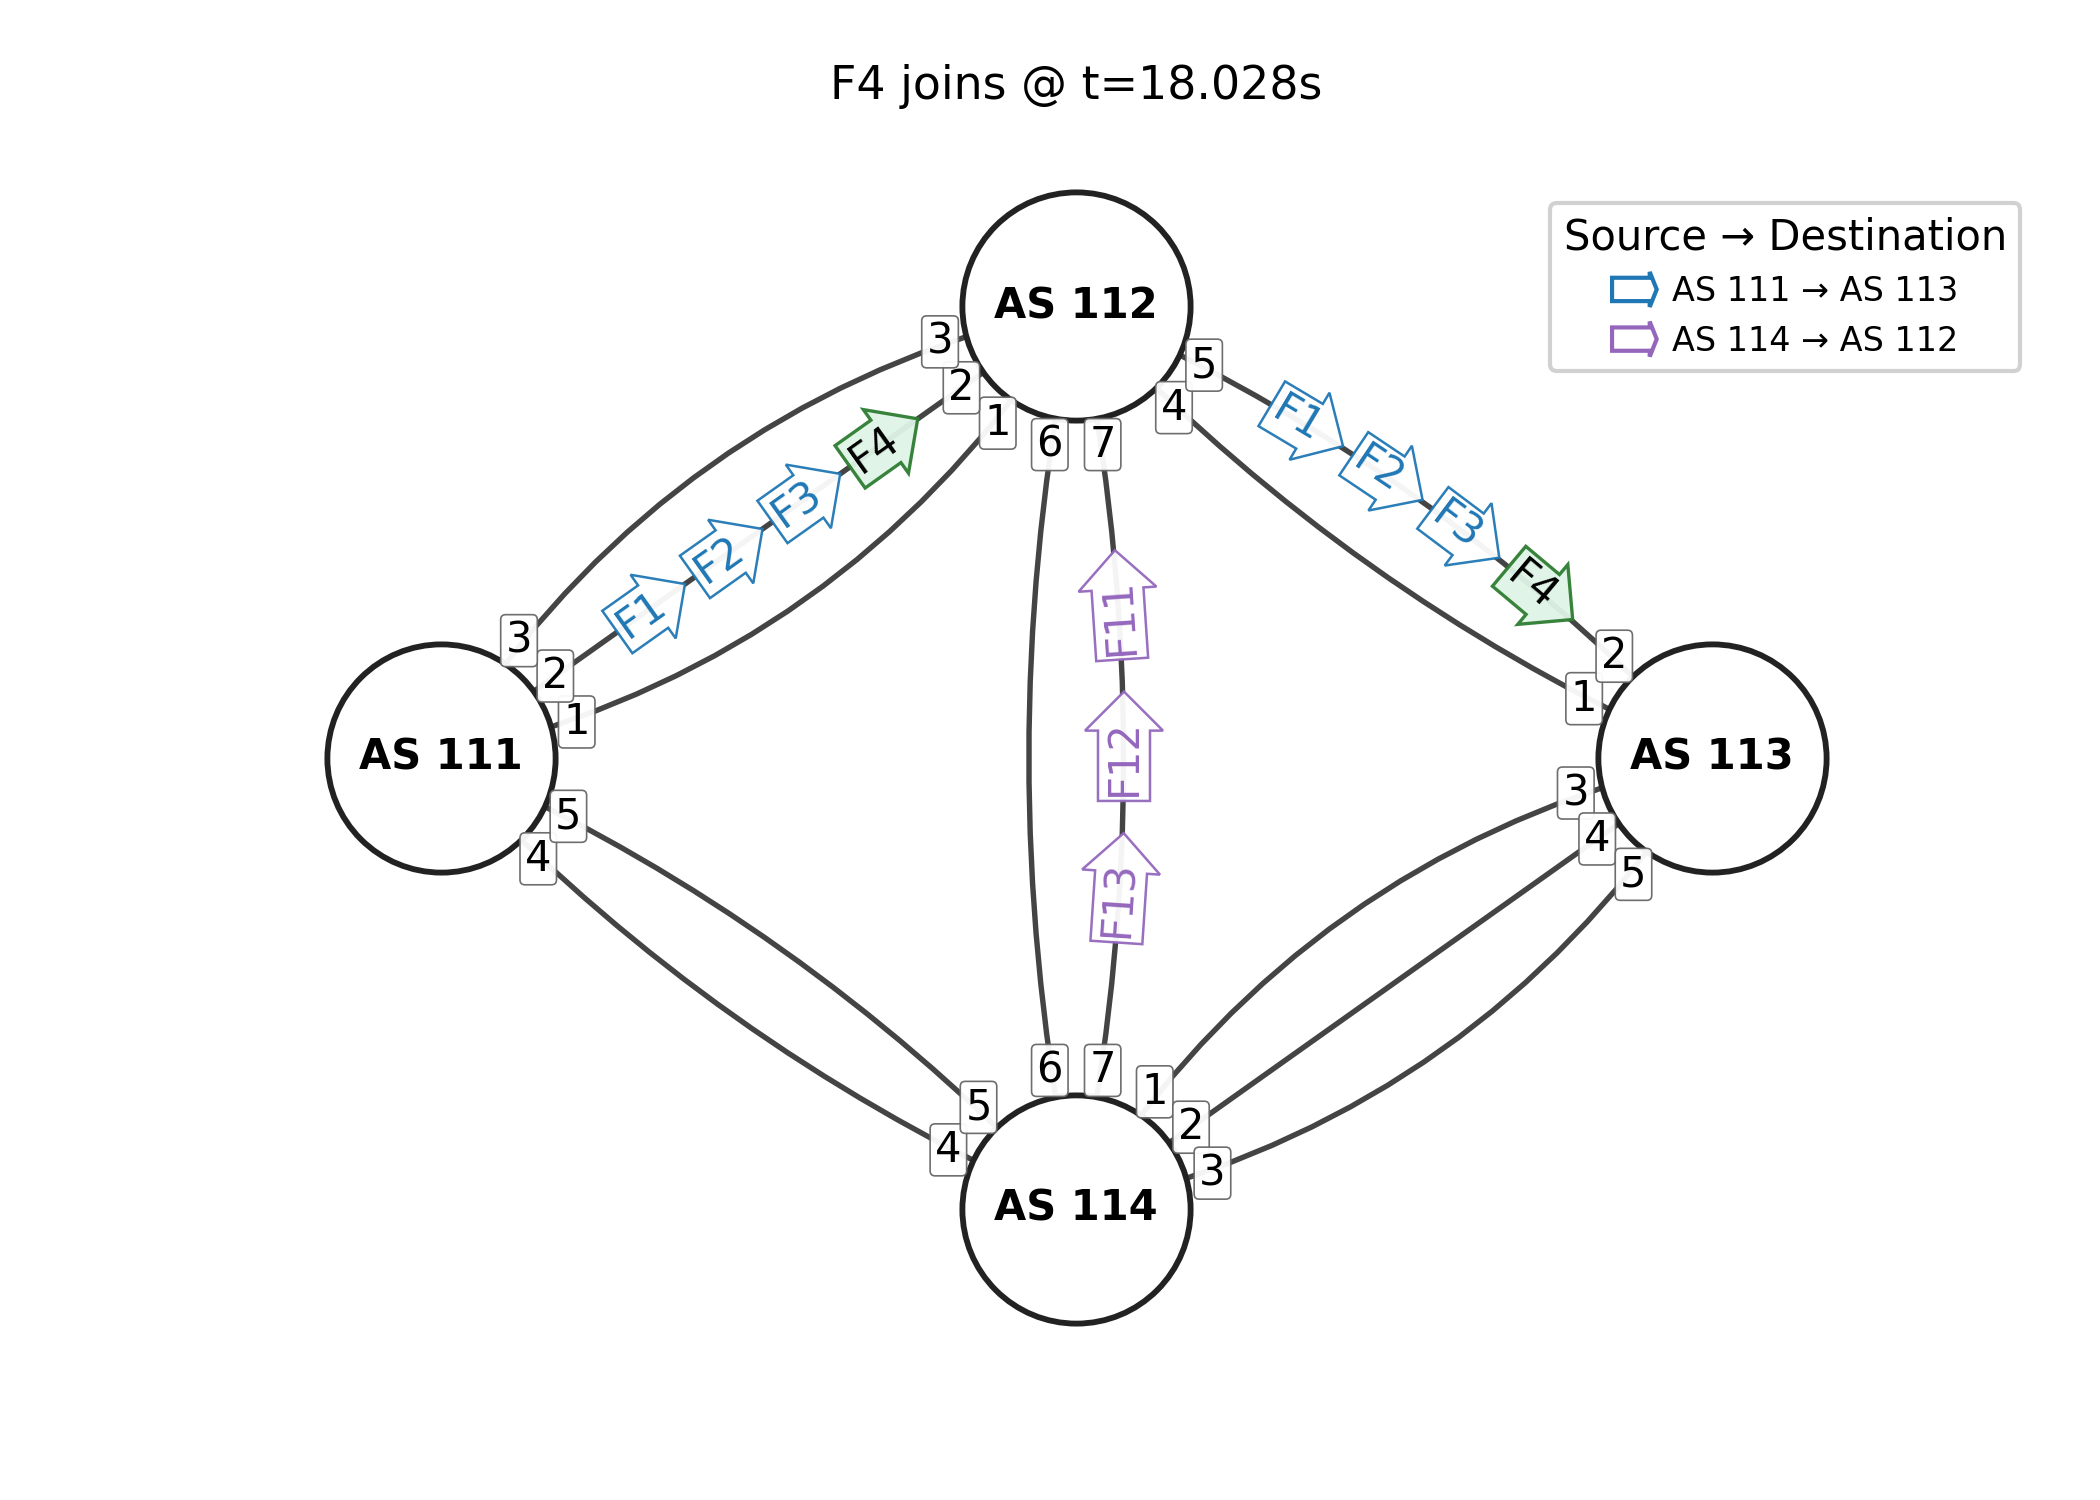 F4 joins @ t=18.028s
Source → Destination
AS 111 → AS 113
AS 114 → AS 112
AS 112
3
2
1
6
7
4
5
F1
F2
F3
F4
F1
F2
F3
F4
3
2
1
AS 111
5
4
F11
F12
F13
2
1
AS 113
3
4
5
6
7
1
2
3
5
4
AS 114